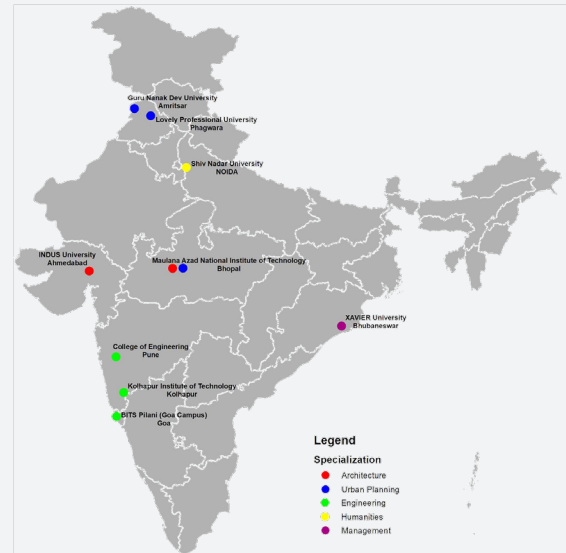 Guru Nanak Dev University
Amritsar
Lovely Professional University
Phagwara
Shiv Nadar University
NOIDA
INDUS University
Ahmedabad
Maulana Azad National Institute of Technology
Bhopal
XAVIER University
Bhubaneswar
College of Engineering
Pune
Kolhapur Institute of Technology
Kolhapur
BITS Pilani (Goa Campus)
Goa
Legend
Specialization
Architecture
Urban Planning
Engineering
Humanities
Management